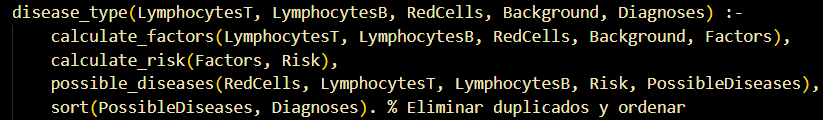 disease_type(LymphocytesT, LymphocytesB, RedCells, Background, Diagnoses) :-
    calculate_factors(LymphocytesT, LymphocytesB, RedCells, Background, Factors),
    calculate_risk(Factors, Risk),
    possible_diseases(RedCells, LymphocytesT, LymphocytesB, Risk, PossibleDiseases),
    sort(PossibleDiseases, Diagnoses). % Eliminar duplicados y ordenar